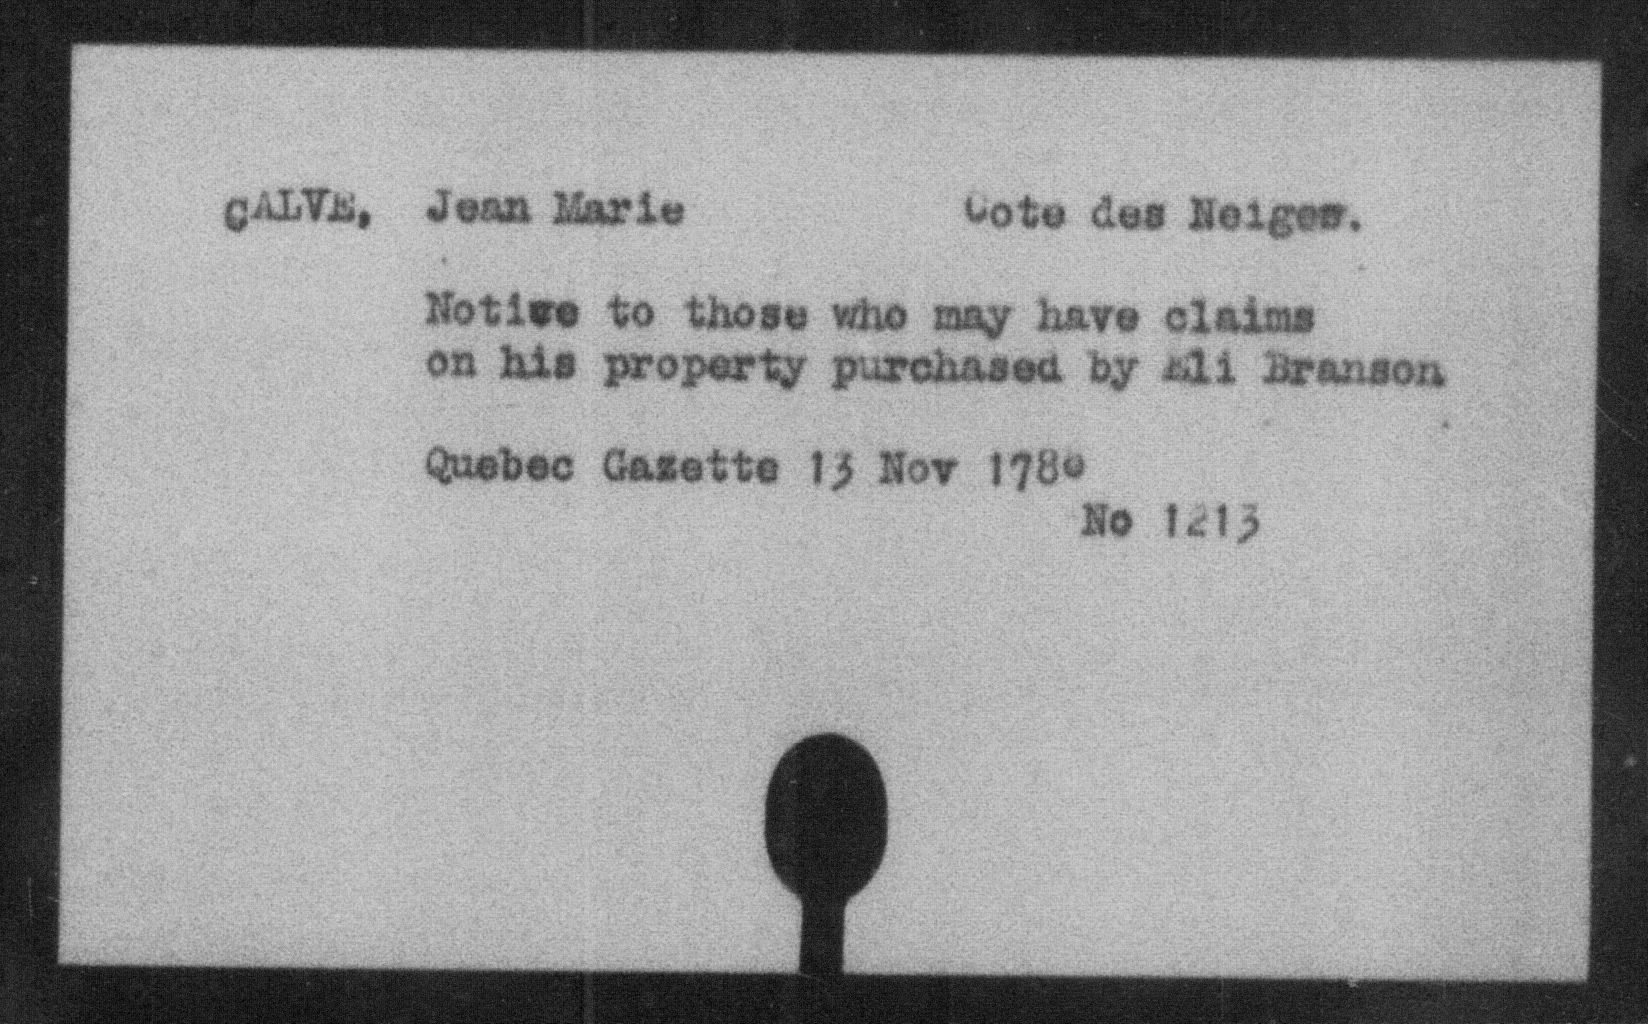 CALVE, Jean Marie Cote des Neiges.
Notice to those who may have claims
on his property purchased by Eli Branson
Quebec Gazette 13 Nov 1780
No 1213